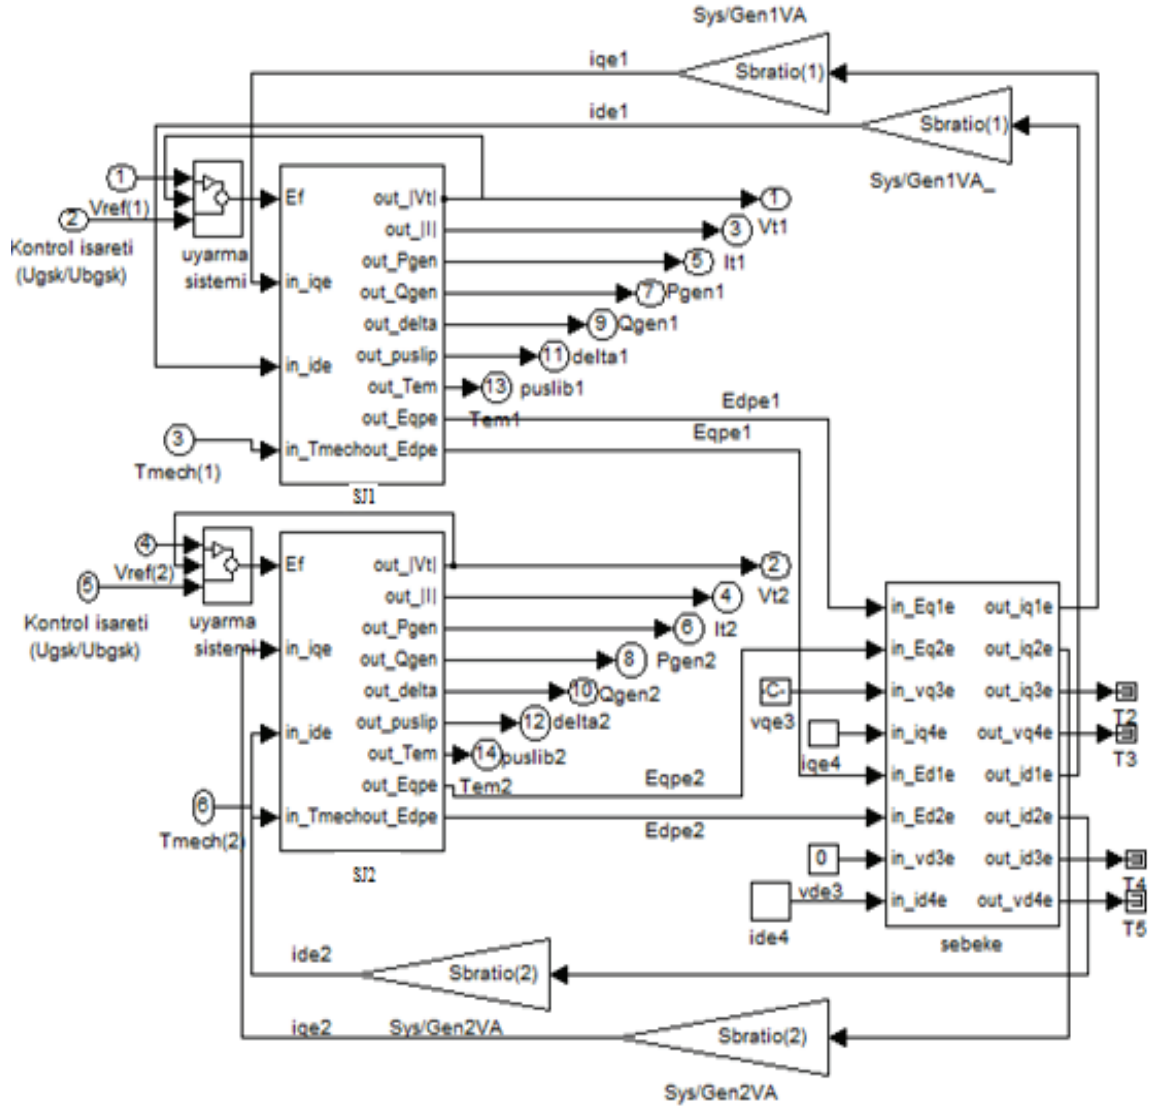 Sys/Gen1VA
iqe1
Sbratio(1)
ide1
Sbratio(1)
Sys/Gen1VA_
1
Vref(1)
2
Kontrol isareti
(Ugsk/Ubgsk)
uyarma
sistemi
Ef
in_iqe
in_ide
in_Tmech
out_|Vt|
out_|I|
out_Pgen
out_Qgen
out_delta
out_puslip
out_Tem
out_Eqpe
out_Edpe
SJ1
1
Vt1
3
It1
5
Pgen1
7
Qgen1
9
delta1
11
puslib1
13
Tem1
3
Tmech(1)
Edpe1
Eqpe1
4
Vref(2)
5
Kontrol isareti
(Ugsk/Ubgsk)
uyarma
sistemi
Ef
in_iqe
in_ide
in_Tmech
out_|Vt|
out_|I|
out_Pgen
out_Qgen
out_delta
out_puslip
out_Tem
out_Eqpe
out_Edpe
SJ2
2
Vt2
4
It2
6
Pgen2
8
Qgen2
10
delta2
12
puslib2
14
Tem2
6
Tmech(2)
Eqpe2
Edpe2
-C-
vqe3
iqe4
0
vde3
ide4
in_Eq1e
in_Eq2e
in_vq3e
in_iq4e
in_Ed1e
in_Ed2e
in_vd3e
in_id4e
out_iq1e
out_iq2e
out_iq3e
out_vq4e
out_id1e
out_id2e
out_id3e
out_vd4e
sebeke
T2
T3
T4
T5
ide2
Sbratio(2)
Sys/Gen2VA
iqe2
Sbratio(2)
Sys/Gen2VA